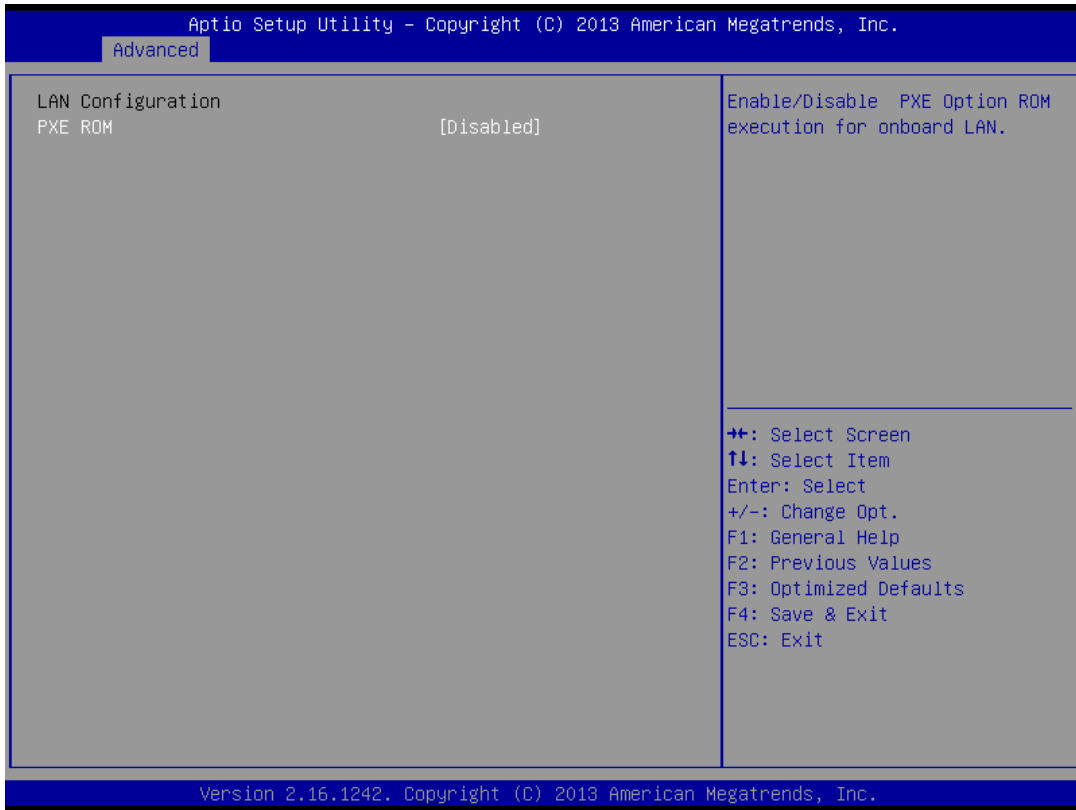 Aptio Setup Utility – Copyright (C) 2013 American Megatrends, Inc.
Advanced
LAN Configuration
PXE ROM [Disabled]
Enable/Disable PXE Option ROM
execution for onboard LAN.
→←: Select Screen
↑↓: Select Item
Enter: Select
+/-: Change Opt.
F1: General Help
F2: Previous Values
F3: Optimized Defaults
F4: Save & Exit
ESC: Exit
Version 2.16.1242. Copyright (C) 2013 American Megatrends, Inc.